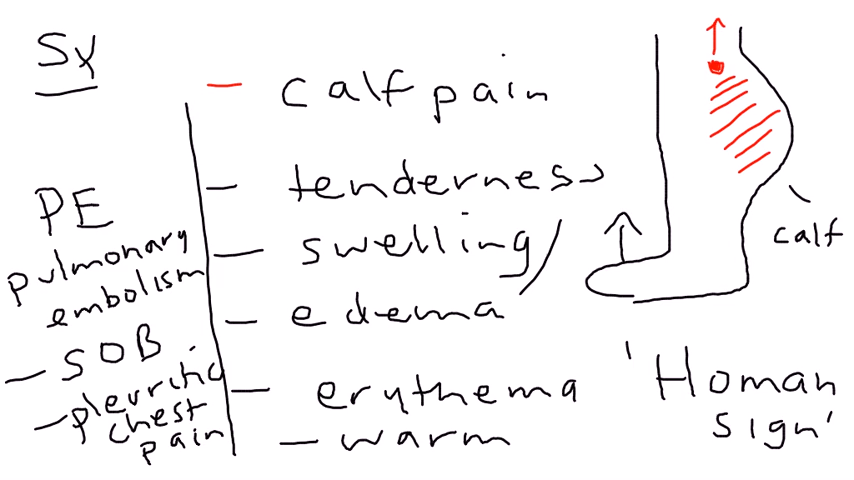 Sx
- calf pain
- tenderness
- swelling/
- edema
- erythema
- warm
PE
pulmonary
embolism
- SOB
- pleuritic
chest
pain
calf
'Homan
sign'